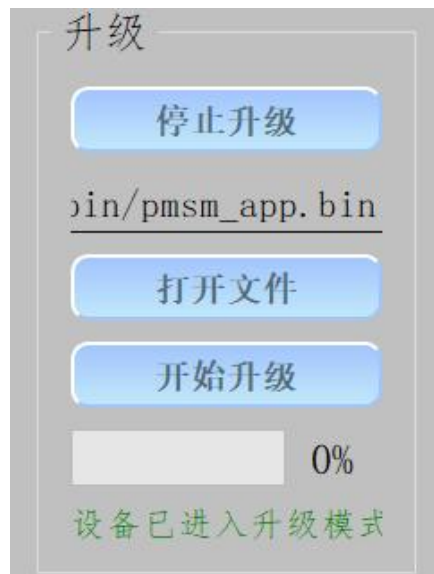 升级
停止升级
bin/pmsm_app.bin
打开文件
开始升级
0%
设备已进入升级模式